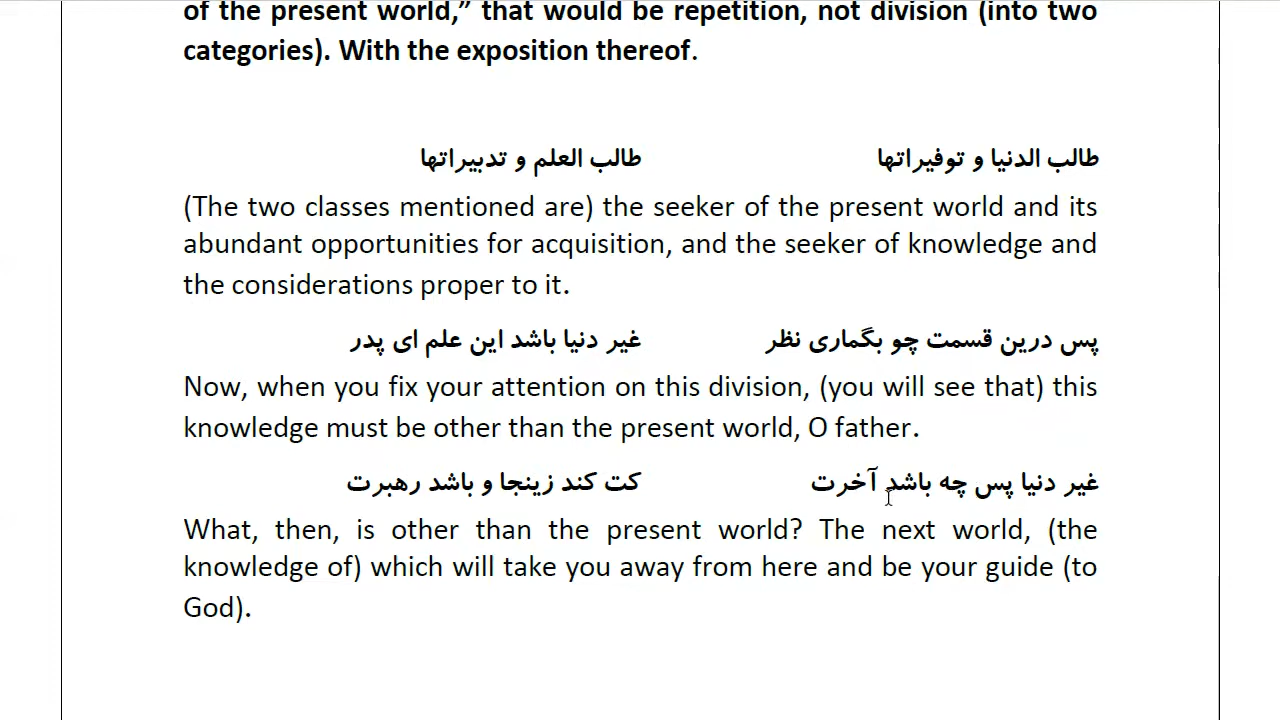 of the present world,” that would be repetition, not division (into two
categories). With the exposition thereof.
طالب الدنیا و توفیراتها طالب العلم و تدبیراتها
(The two classes mentioned are) the seeker of the present world and its
abundant opportunities for acquisition, and the seeker of knowledge and
the considerations proper to it.
پس درین قسمت چو بگماری نظر غیر دنیا باشد این علم ای پدر
Now, when you fix your attention on this division, (you will see that) this
knowledge must be other than the present world, O father.
غیر دنیا پس چه باشد آخرت کت کند زینجا و باشد رهبرت
What, then, is other than the present world? The next world, (the
knowledge of) which will take you away from here and be your guide (to
God).